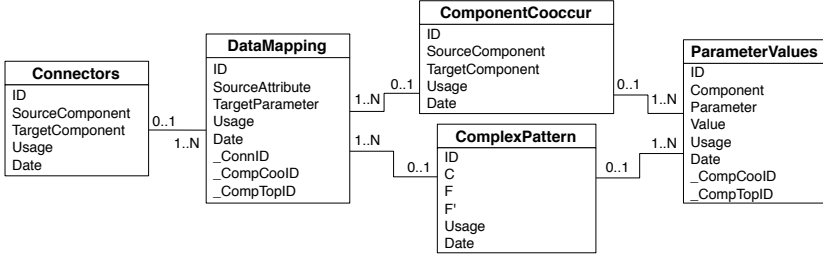 Connectors
ID
SourceComponent
TargetComponent
Usage
Date
0..1
1..N
DataMapping
ID
SourceAttribute
TargetParameter
Usage
Date
_ConnID
_CompCooID
_CompTopID
1..N
0..1
1..N
0..1
ComponentCooccur
ID
SourceComponent
TargetComponent
Usage
Date
ComplexPattern
ID
C
F
F'
Usage
Date
0..1
1..N
0..1
1..N
ParameterValues
ID
Component
Parameter
Value
Usage
Date
_CompCooID
_CompTopID